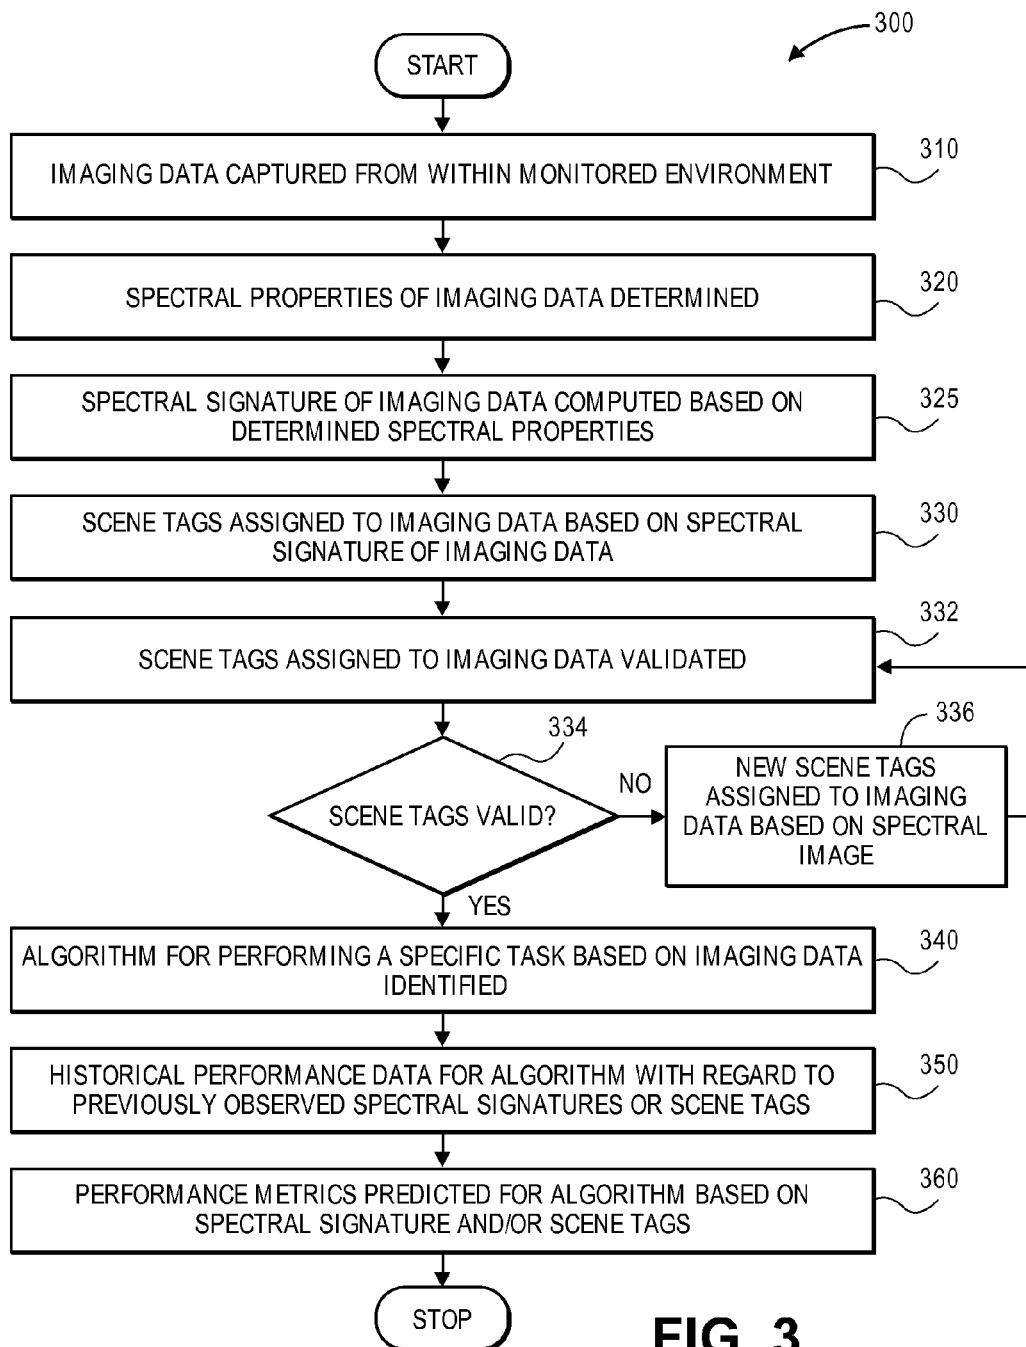 300
START
IMAGING DATA CAPTURED FROM WITHIN MONITORED ENVIRONMENT
310
SPECTRAL PROPERTIES OF IMAGING DATA DETERMINED
320
SPECTRAL SIGNATURE OF IMAGING DATA COMPUTED BASED ON
DETERMINED SPECTRAL PROPERTIES
325
SCENE TAGS ASSIGNED TO IMAGING DATA BASED ON SPECTRAL
SIGNATURE OF IMAGING DATA
330
SCENE TAGS ASSIGNED TO IMAGING DATA VALIDATED
332
SCENE TAGS VALID?
334
NO
NEW SCENE TAGS
ASSIGNED TO IMAGING
DATA BASED ON SPECTRAL
IMAGE
336
YES
ALGORITHM FOR PERFORMING A SPECIFIC TASK BASED ON IMAGING DATA
IDENTIFIED
340
HISTORICAL PERFORMANCE DATA FOR ALGORITHM WITH REGARD TO
PREVIOUSLY OBSERVED SPECTRAL SIGNATURES OR SCENE TAGS
350
PERFORMANCE METRICS PREDICTED FOR ALGORITHM BASED ON
SPECTRAL SIGNATURE AND/OR SCENE TAGS
360
STOP
FIG. 3